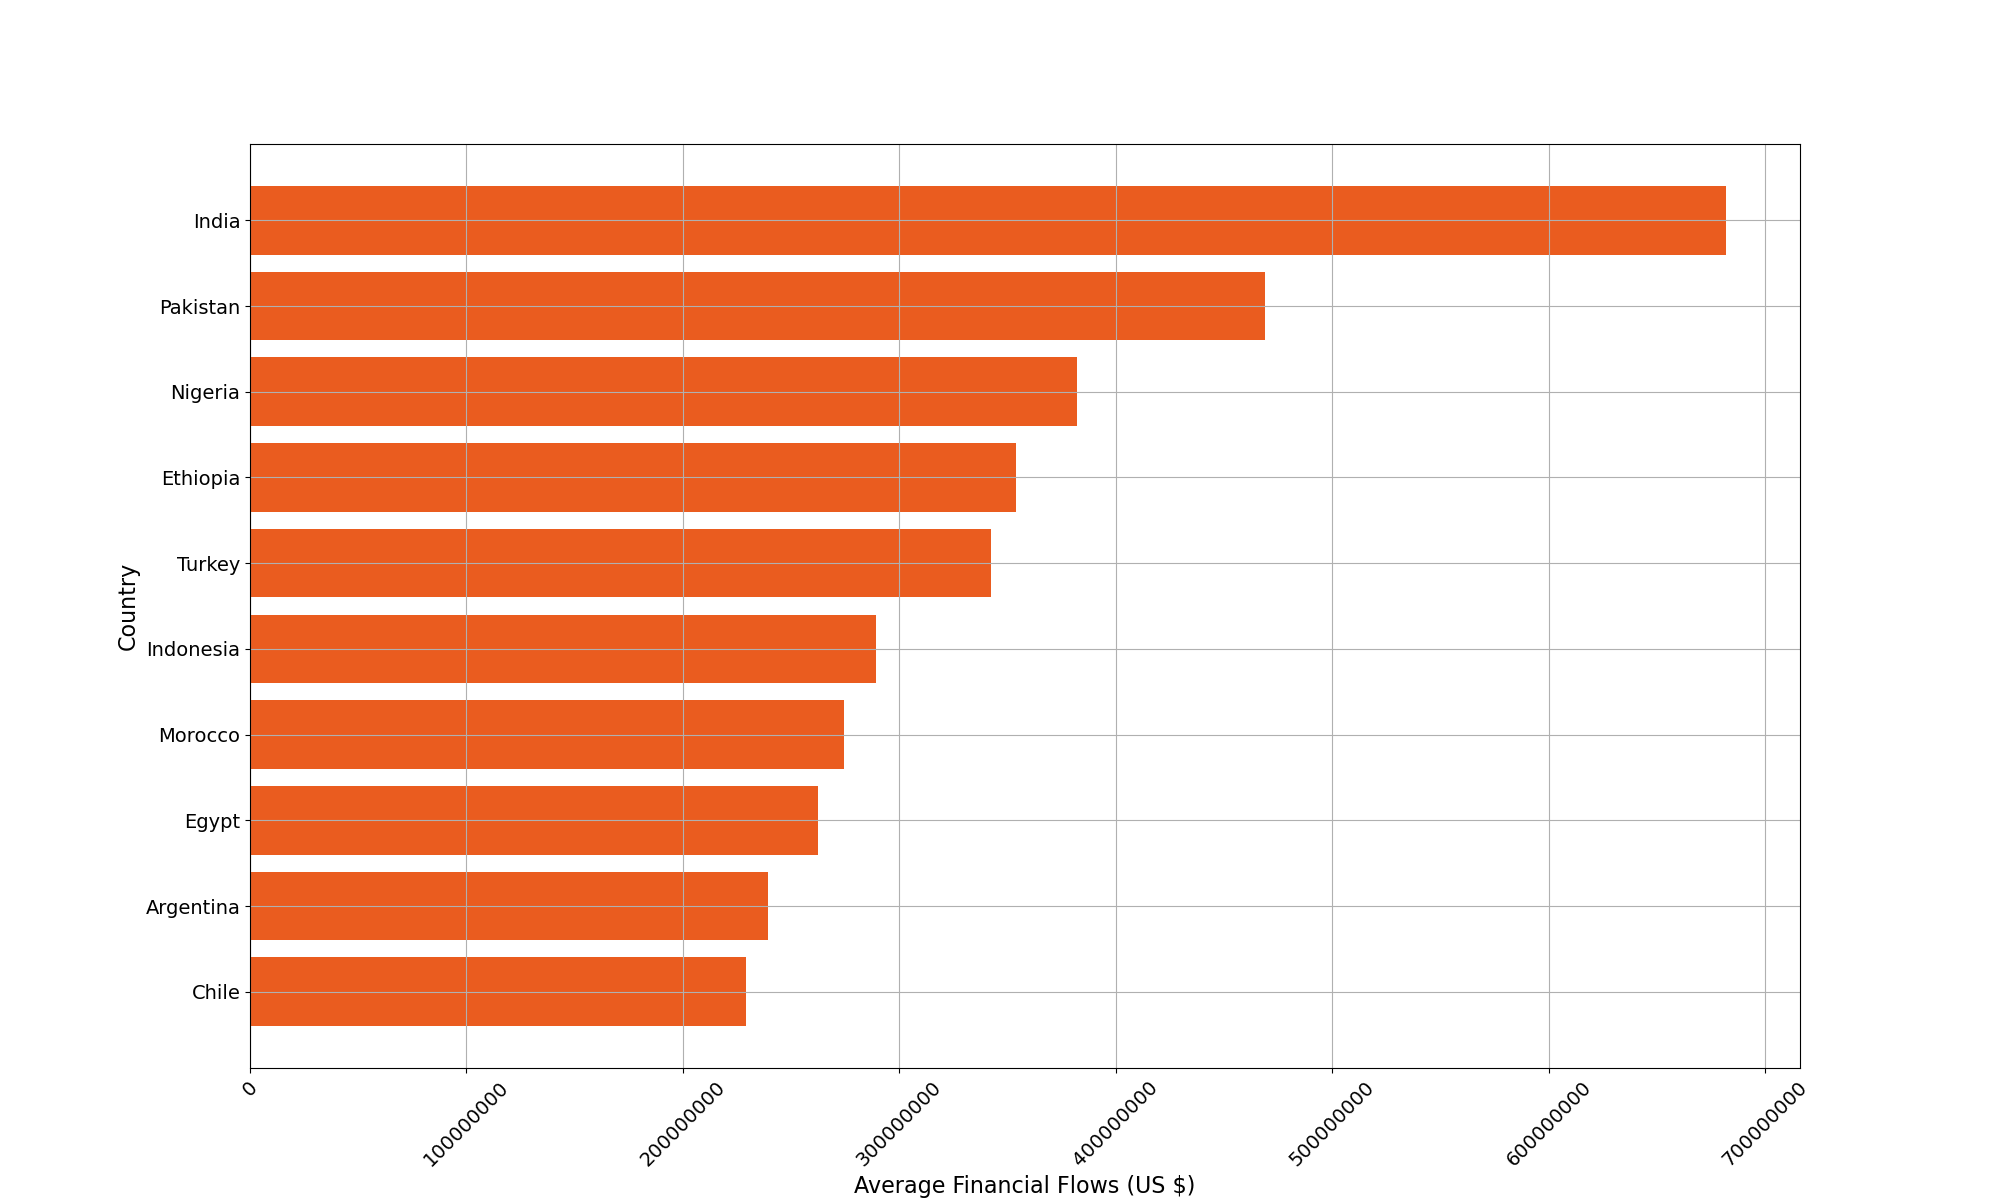 India
Pakistan
Nigeria
Ethiopia
Turkey
Indonesia
Morocco
Egypt
Argentina
Chile
Country
0
100000000
200000000
300000000
400000000
500000000
600000000
700000000
Average Financial Flows (US $)